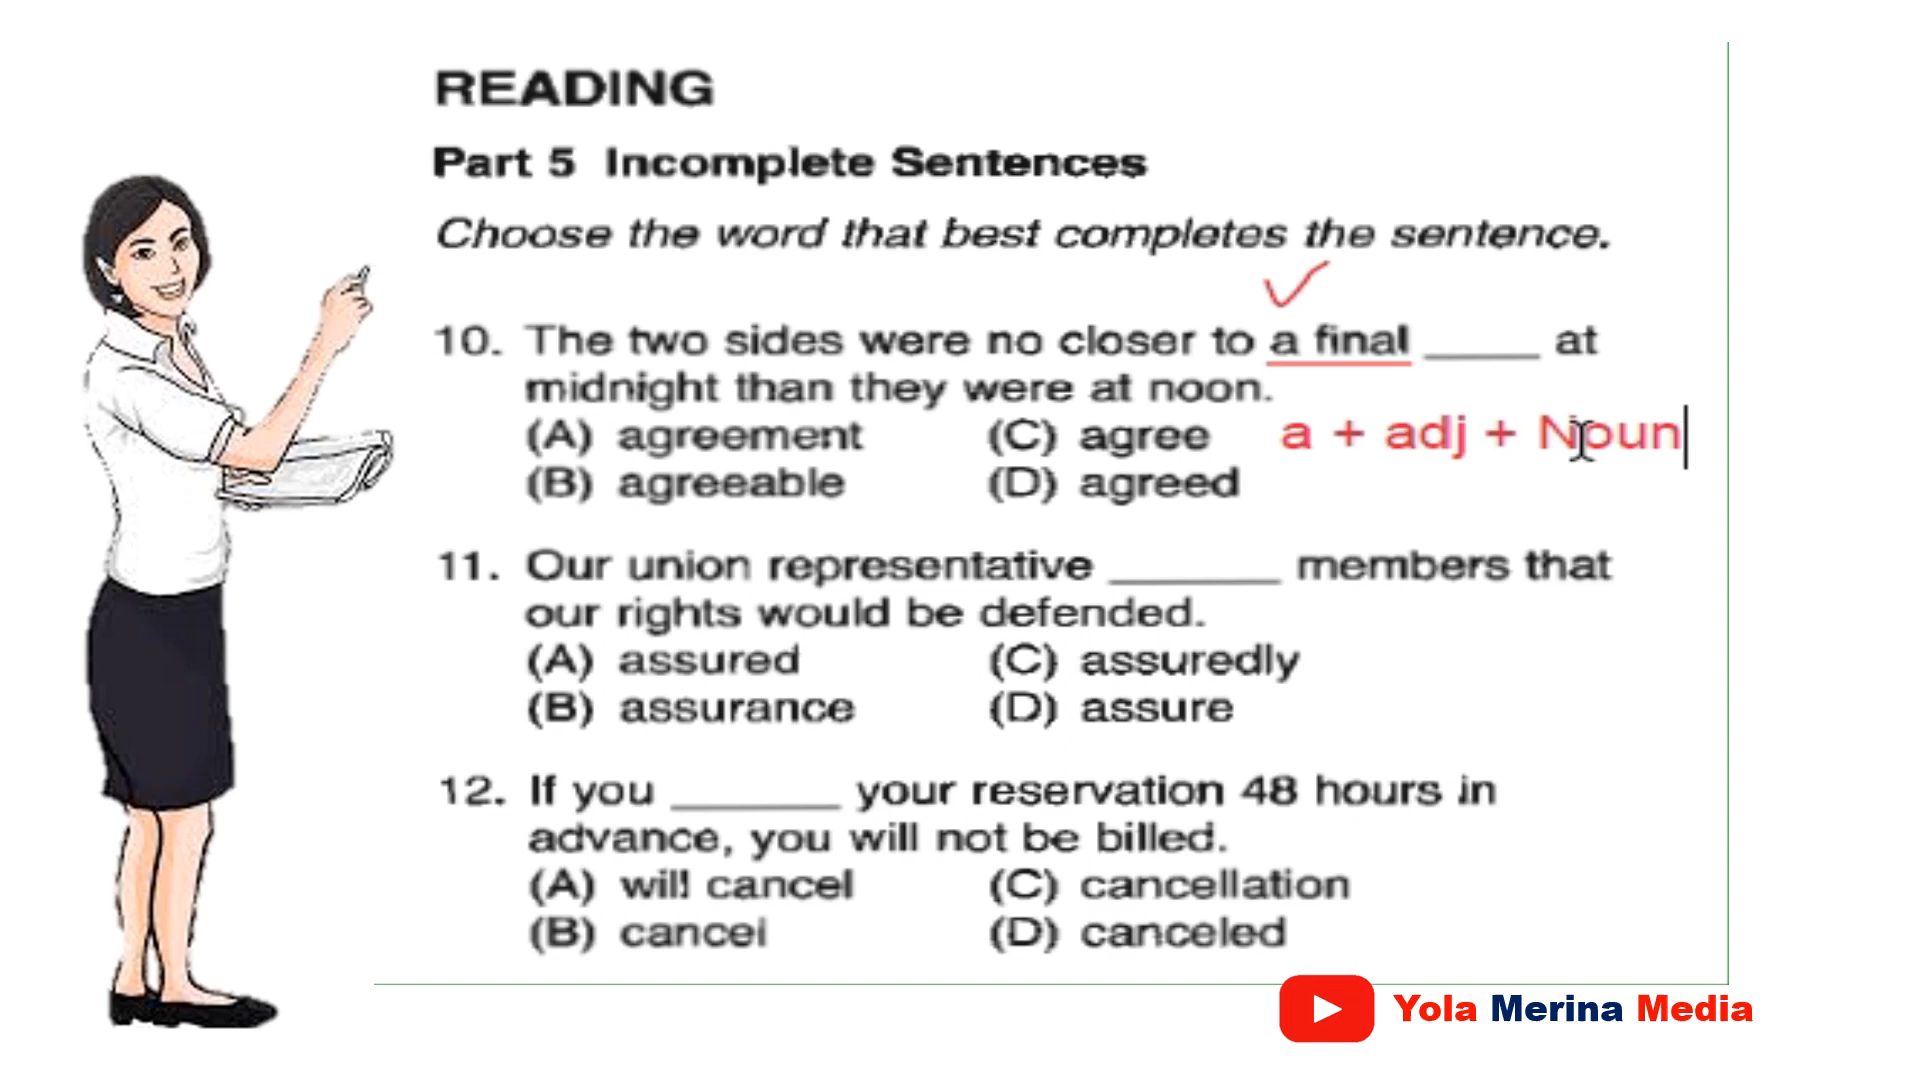 READING
Part 5 Incomplete Sentences
Choose the word that best completes the sentence.
10. The two sides were no closer to a final _____ at
midnight than they were at noon.
(A) agreement (C) agree a + adj + Noun
(B) agreeable (D) agreed
11. Our union representative _______ members that
our rights would be defended.
(A) assured (C) assuredly
(B) assurance (D) assure
12. If you _______ your reservation 48 hours in
advance, you will not be billed.
(A) will cancel (C) cancellation
(B) cancel (D) canceled
Yola Merina Media